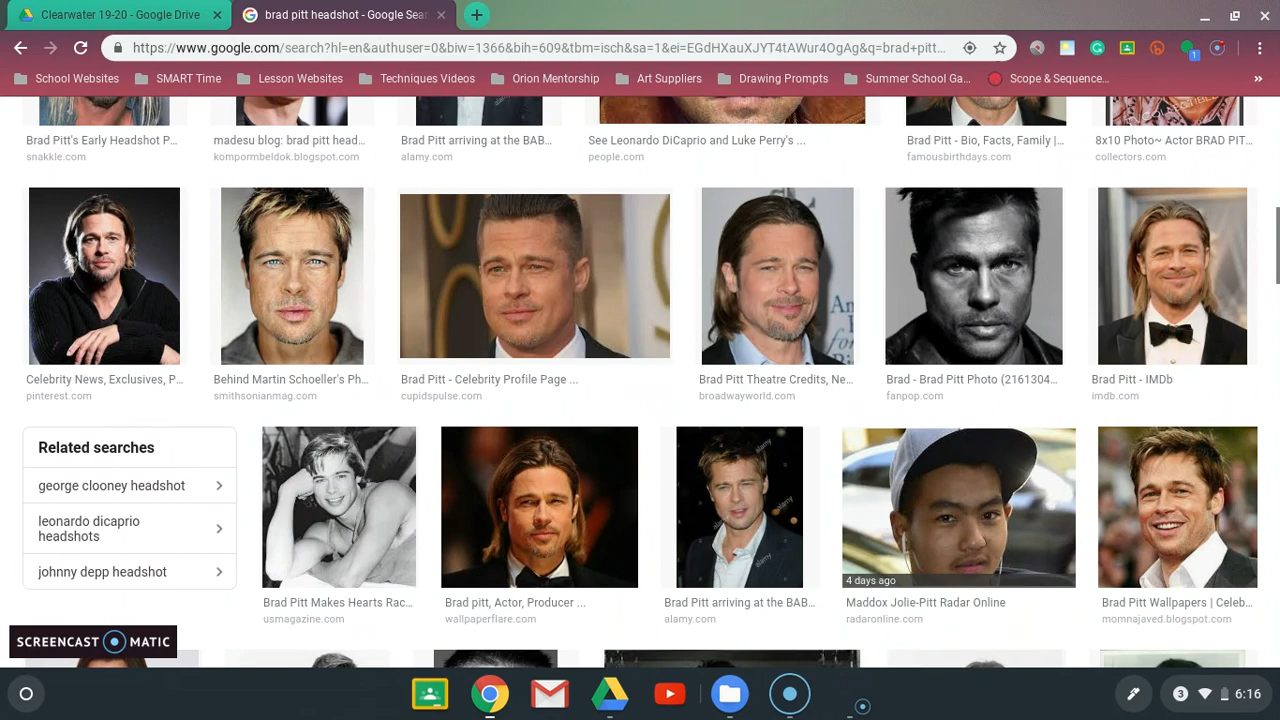 Clearwater 19-20 - Google Drive
brad pitt headshot - Google Sear
https://www.google.com/search?hl=en&authuser=0&biw=1366&bih=609&tbm=isch&sa=1&ei=EGdHXauXJYT4tAWur4OgAg&q=brad+pitt...
School Websites SMART Time Lesson Websites Techniques Videos Orion Mentorship Art Suppliers Drawing Prompts Summer School Ga... Scope & Sequence... »
Brad Pitt's Early Headshot P... madesu blog: brad pitt head... Brad Pitt arriving at the BAB... See Leonardo DiCaprio and Luke Perry's ... Brad Pitt - Bio, Facts, Family |... 8x10 Photo~ Actor BRAD PIT...
snakkle.com kompormbeldok.blogspot.com alamy.com people.com famousbirthdays.com collectors.com
Celebrity News, Exclusives, P... Behind Martin Schoeller's Ph... Brad Pitt - Celebrity Profile Page ... Brad Pitt Theatre Credits, Ne... Brad - Brad Pitt Photo (2161304... Brad Pitt - IMDb
pinterest.com smithsonianmag.com cupidspulse.com broadwayworld.com fanpop.com imdb.com
Related searches
george clooney headshot
leonardo dicaprio
headshots
johnny depp headshot
alamy
4 days ago
Brad Pitt Makes Hearts Rac... Brad pitt, Actor, Producer ... Brad Pitt arriving at the BAB... Maddox Jolie-Pitt Radar Online Brad Pitt Wallpapers | Celeb...
usmagazine.com wallpaperflare.com alamy.com radaronline.com momnajaved.blogspot.com
SCREENCAST MATIC
1
3 6:16